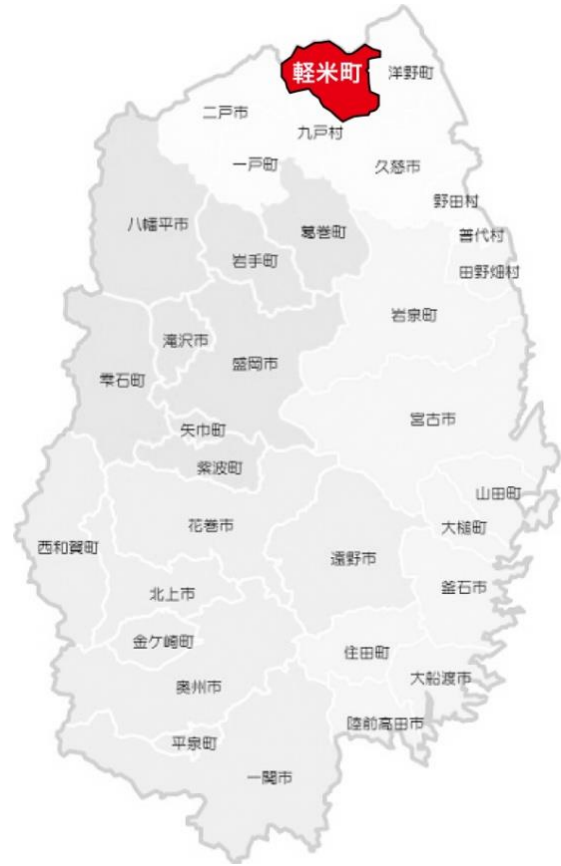 軽米町
洋野町
二戸市
九戸村
一戸町
久慈市
野田村
八幡平市
葛巻町
普代村
岩手町
田野畑村
岩泉町
滝沢市
盛岡市
雫石町
宮古市
矢巾町
紫波町
山田町
花巻市
大槌町
西和賀町
遠野市
釜石市
北上市
金ケ崎町
住田町
大船渡市
奥州市
陸前高田市
平泉町
一関市